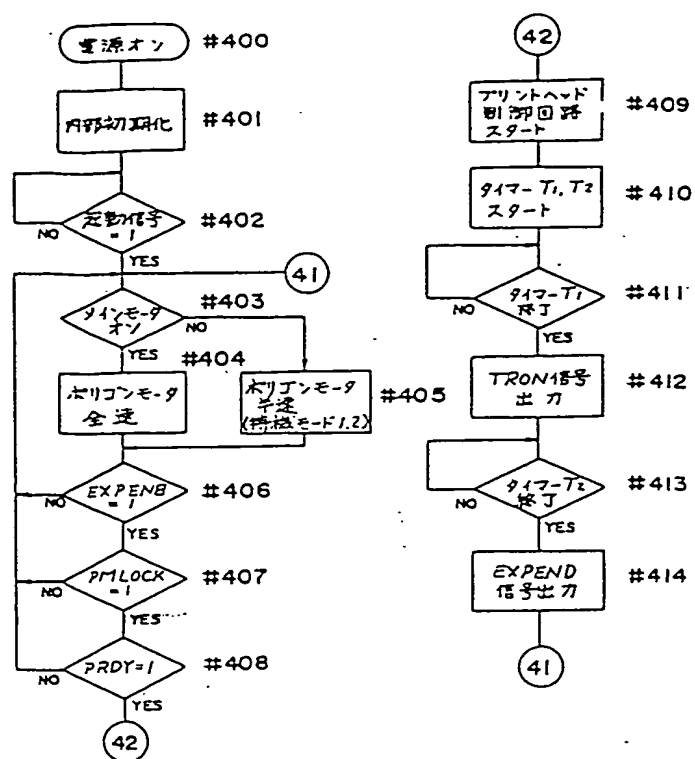 電源オン #400
内部初期化 #401
起動信号
=1
#402
NO
YES
41
メインモータ
オン
#403
NO
YES
#404
ポリゴンモータ
全速
ポリゴンモータ
半速
(待機モード1.2)
#405
EXPENB
=1
#406
NO
YES
PMLOCK
=1
#407
NO
YES
PRDY=1
#408
NO
YES
42
42
プリントヘッド
制御回路
スタート
#409
タイマーT1,T2
スタート
#410
タイマーT1
終了
#411
NO
YES
TRON信号
出力
#412
タイマーT2
終了
#413
NO
YES
EXPEND
信号出力
#414
41